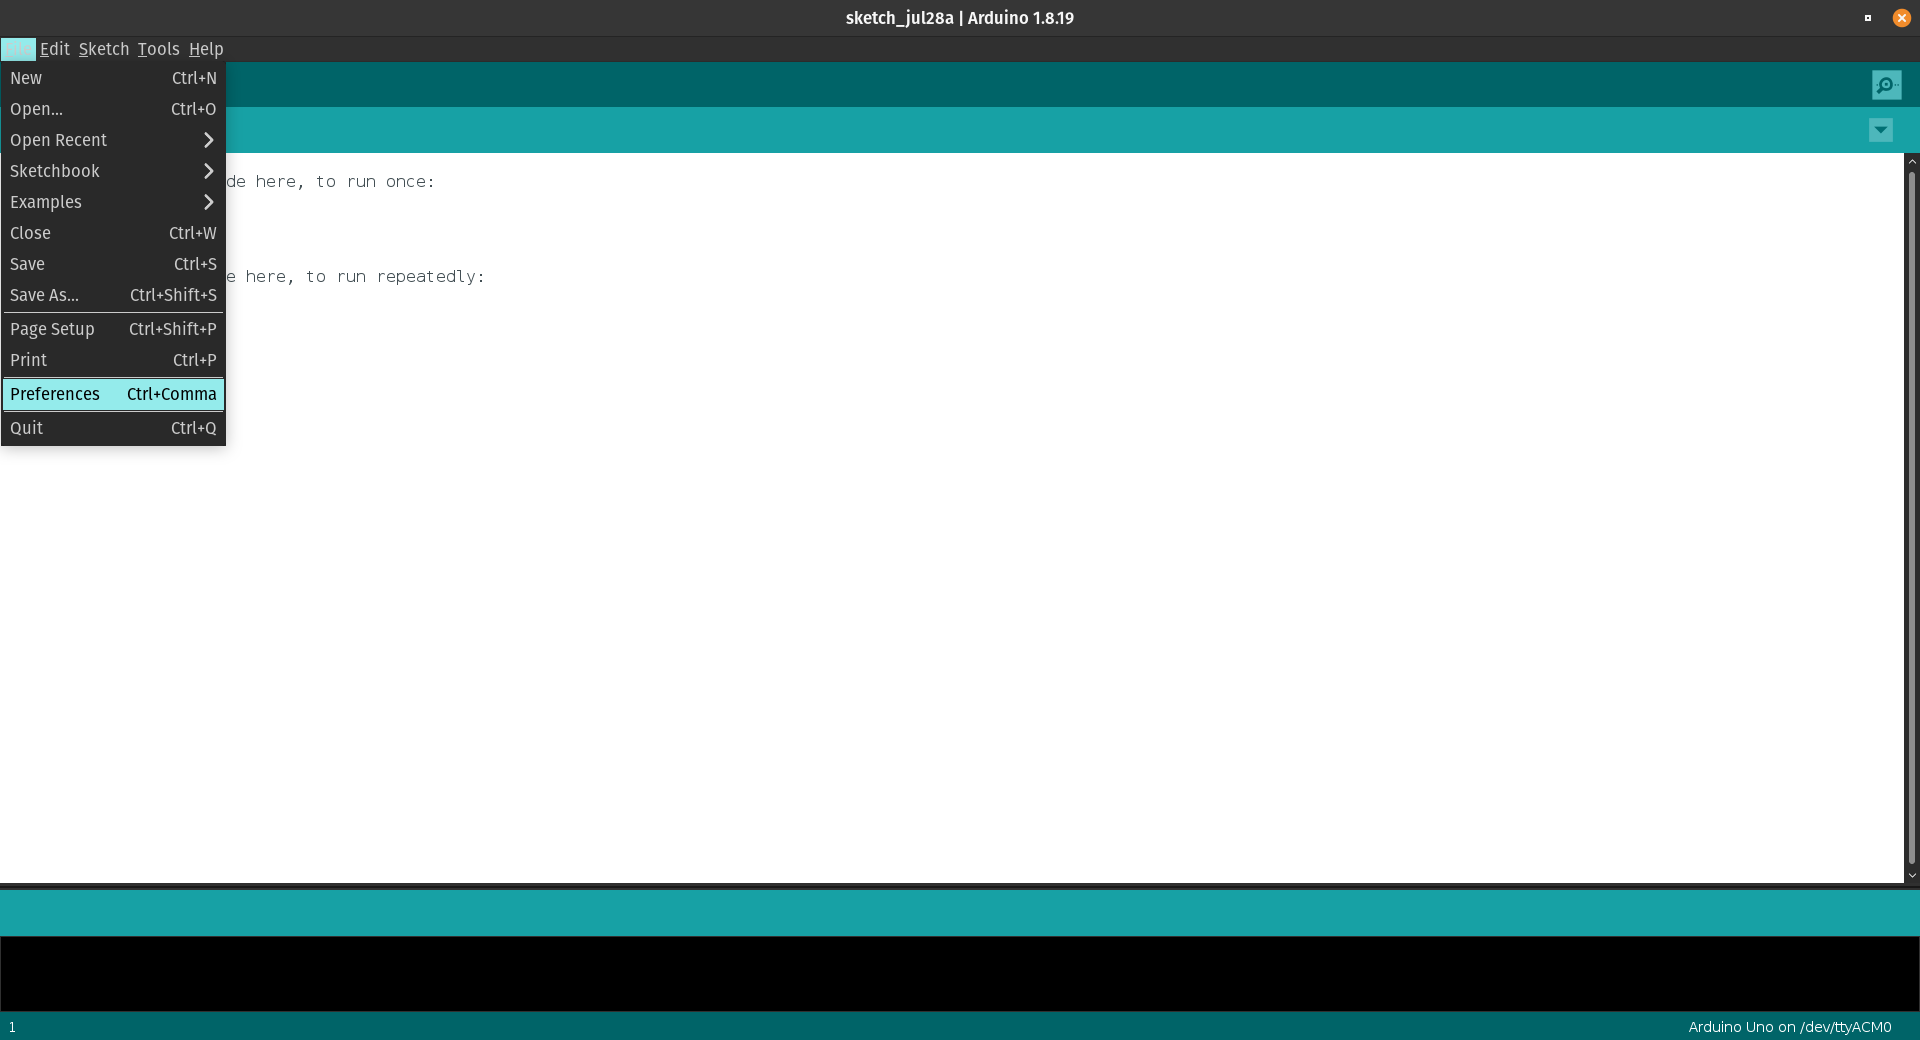 sketch_jul28a | Arduino 1.8.19
Edit Sketch Tools Help
New Ctrl+N
Open... Ctrl+O
Open Recent
Sketchbook
Examples
Close Ctrl+W
Save Ctrl+S
Save As... Ctrl+Shift+S
Page Setup Ctrl+Shift+P
Print Ctrl+P
Preferences Ctrl+Comma
Quit Ctrl+Q
de here, to run once:
e here, to run repeatedly:
1
Arduino Uno on /dev/ttyACM0